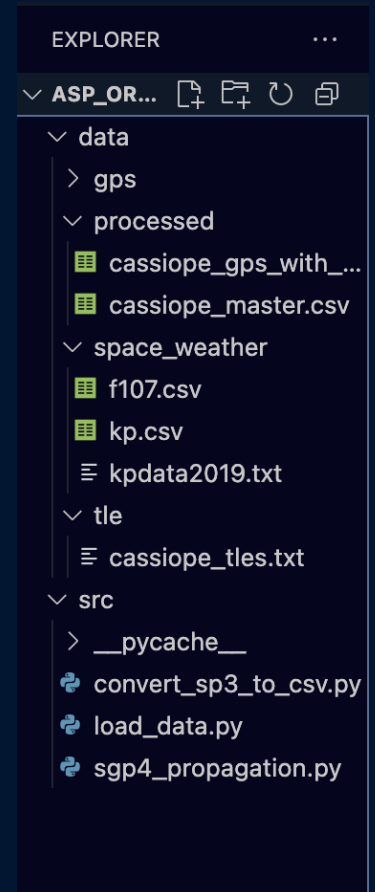 EXPLORER
ASP_OR...
data
gps
processed
cassiope_gps_with_...
cassiope_master.csv
space_weather
f107.csv
kp.csv
kpdata2019.txt
tle
cassiope_tles.txt
src
__pycache__
convert_sp3_to_csv.py
load_data.py
sgp4_propagation.py